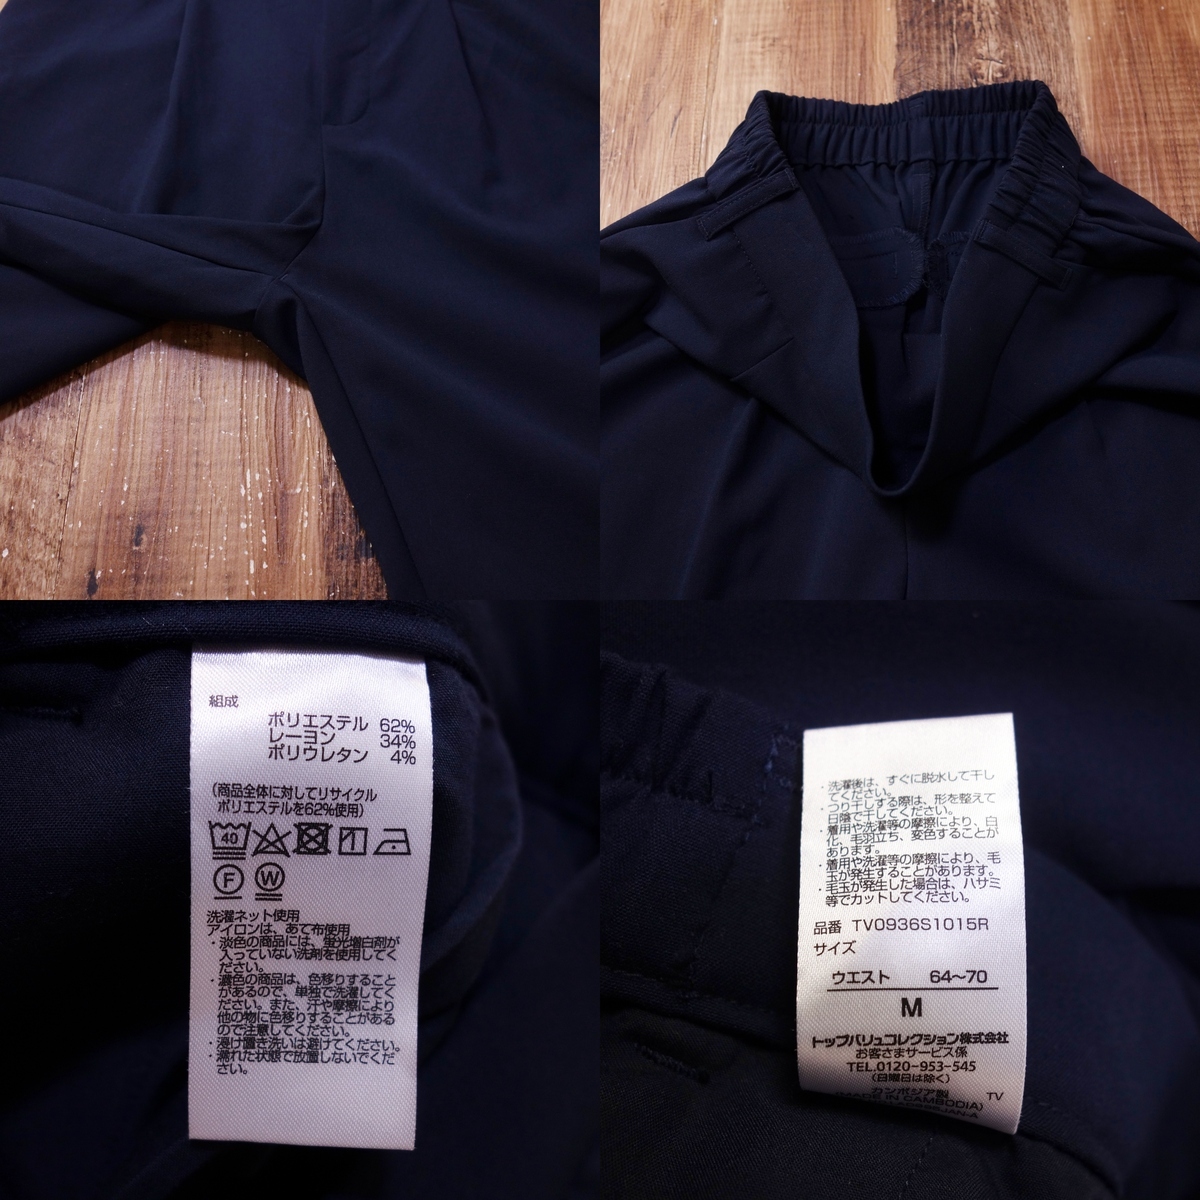 組成
ポリエステル 62%
レーヨン 34%
ポリウレタン 4%
(商品全体に対してリサイクル
ポリエステルを62%使用)
40
F W
洗濯ネット使用
アイロンは、あて布使用
・淡色の商品には、蛍光増白剤が
入っていない洗剤を使用してく
ださい。
・濃色の商品は、色移りすること
があるので、単独で洗濯してく
ださい。また、汗や摩擦により
他の物に色移りすることがある
ので注意してください。
・浸け置き洗いは避けてください。
・濡れた状態で放置しないでくだ
さい。
・洗濯後は、すぐに脱水して干し
てください。
・つり干しする際は、形を整えて
日陰で干してください。
・着用や洗濯等の摩擦により、白
化、毛羽立ち、変色することが
あります。
・着用や洗濯等の摩擦により、毛
玉が発生することがあります。
・毛玉が発生した場合は、ハサミ
等でカットしてください。
品番 TV0936S1015R
サイズ
ウエスト 64〜70
M
トップバリュコレクション株式会社
お客さまサービス係
TEL.0120-953-545
(日曜日は除く)
カンボジア製 TV
(MADE IN CAMBODIA)